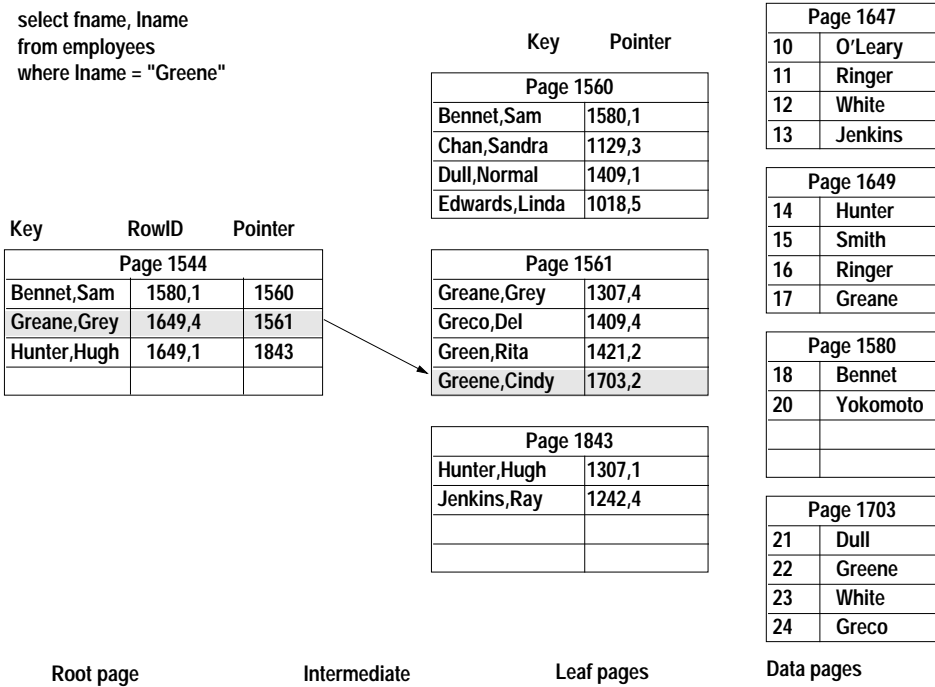 select fname, lname
from employees
where lname = "Greene"
Key RowID Pointer
Page 1544
Bennet,Sam 1580,1 1560
Greane,Grey 1649,4 1561
Hunter,Hugh 1649,1 1843
Key Pointer
Page 1560
Bennet,Sam 1580,1
Chan,Sandra 1129,3
Dull,Normal 1409,1
Edwards,Linda 1018,5
Page 1561
Greane,Grey 1307,4
Greco,Del 1409,4
Green,Rita 1421,2
Greene,Cindy 1703,2
Page 1843
Hunter,Hugh 1307,1
Jenkins,Ray 1242,4
Page 1647
10 O’Leary
11 Ringer
12 White
13 Jenkins
Page 1649
14 Hunter
15 Smith
16 Ringer
17 Greane
Page 1580
18 Bennet
20 Yokomoto
Page 1703
21 Dull
22 Greene
23 White
24 Greco
Root page Intermediate Leaf pages Data pages